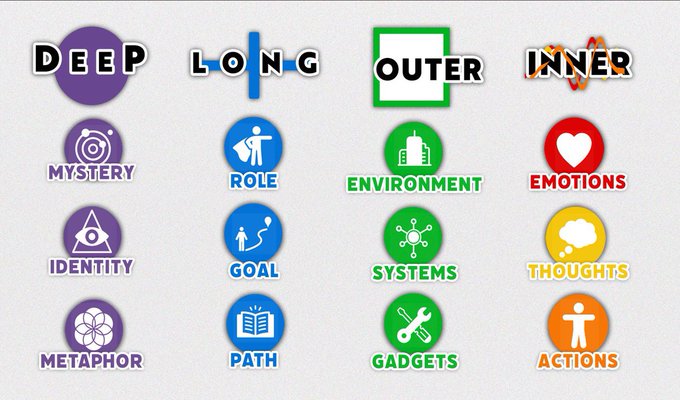 DEEP
LONG
OUTER
INNER
MYSTERY
ROLE
ENVIRONMENT
EMOTIONS
IDENTITY
GOAL
SYSTEMS
THOUGHTS
METAPHOR
PATH
GADGETS
ACTIONS